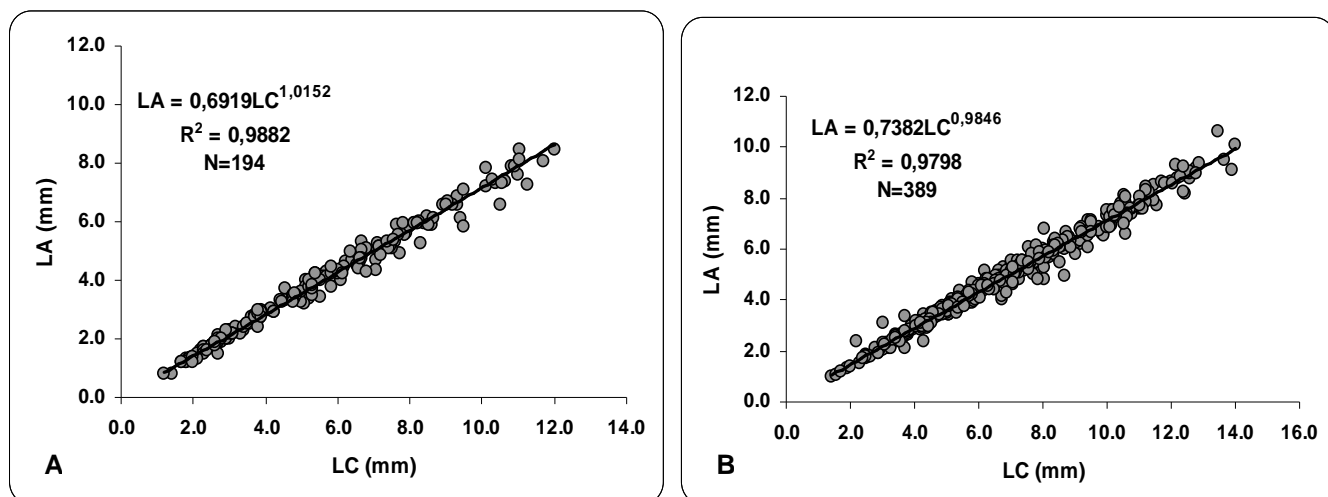 12.0
10.0
8.0
6.0
4.0
2.0
0.0
LA (mm)
LA = 0,6919LC^1,0152
R² = 0,9882
N=194
0.0 2.0 4.0 6.0 8.0 10.0 12.0 14.0
LC (mm)
A
12.0
10.0
8.0
6.0
4.0
2.0
0.0
LA (mm)
LA = 0,7382LC^0,9846
R² = 0,9798
N=389
0.0 2.0 4.0 6.0 8.0 10.0 12.0 14.0 16.0
LC (mm)
B